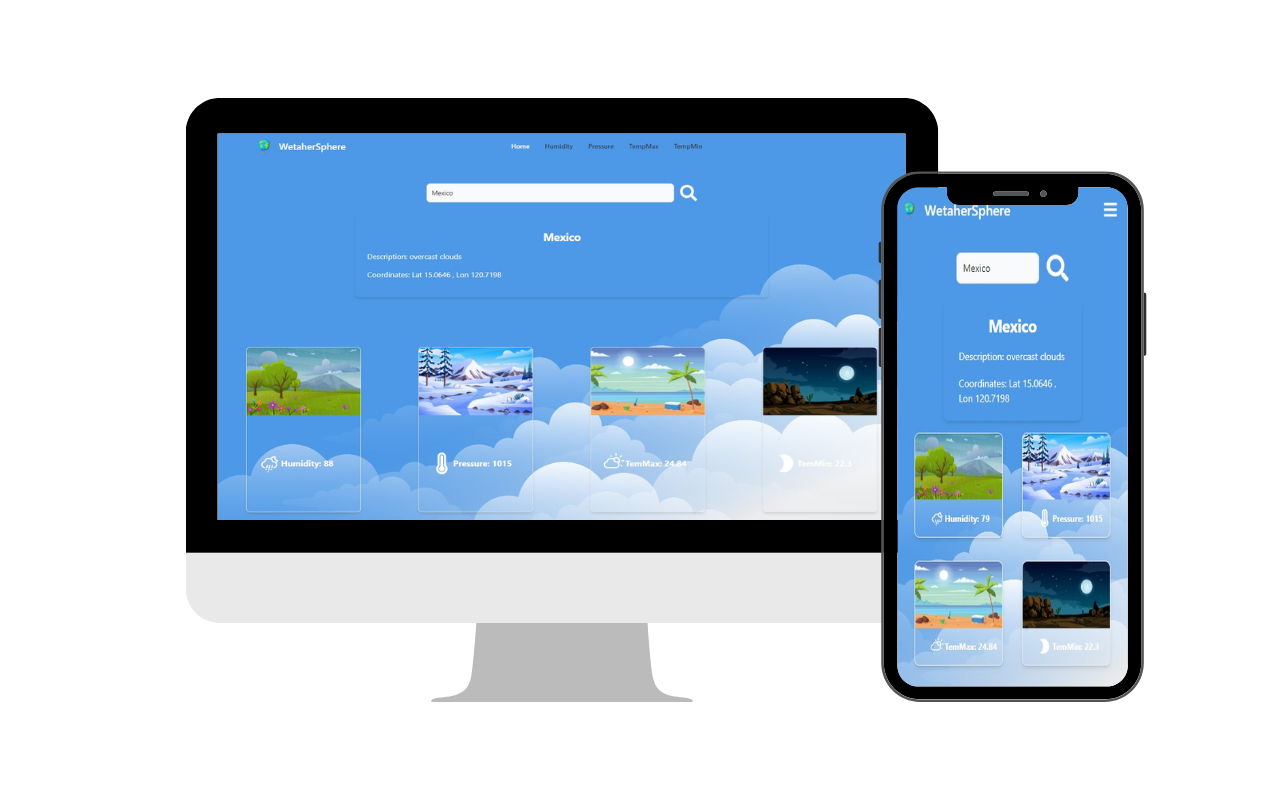 WetaherSphere
Home Humidity Pressure TempMax TempMin
Mexico
Mexico
Description: overcast clouds
Coordinates: Lat 15.0646 , Lon 120.7198
Humidity: 88
Pressure: 1015
TemMax: 24.84
TemMin: 22.3
WetaherSphere
Mexico
Mexico
Description: overcast clouds
Coordinates: Lat 15.0646 ,
Lon 120.7198
Humidity: 79
Pressure: 1015
TemMax: 24.84
TemMin: 22.3